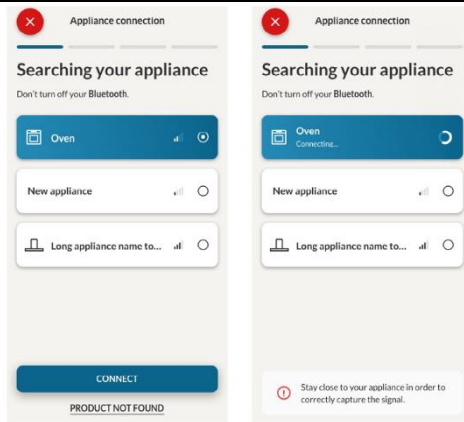 Appliance connection
Searching your appliance
Don't turn off your Bluetooth.
Oven
New appliance
Long appliance name to...
CONNECT
PRODUCT NOT FOUND
Appliance connection
Searching your appliance
Don't turn off your Bluetooth.
Oven
Connecting...
New appliance
Long appliance name to...
Stay close to your appliance in order to
correctly capture the signal.